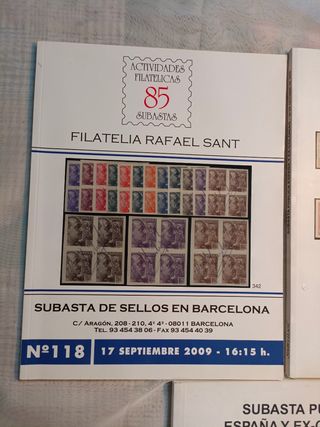 ACTIVIDADES
FILATELICAS
85
SUBASTAS
FILATELIA RAFAEL SANT
342
SUBASTA DE SELLOS EN BARCELONA
C/ ARAGÓN, 208 - 210, 4º 4ª - 08011 BARCELONA
TEL. 93 454 38 06 - FAX 93 454 40 39
Nº 118 17 SEPTIEMBRE 2009 - 16:15 h.
SUBASTA PU
ESPAÑA Y EX-C